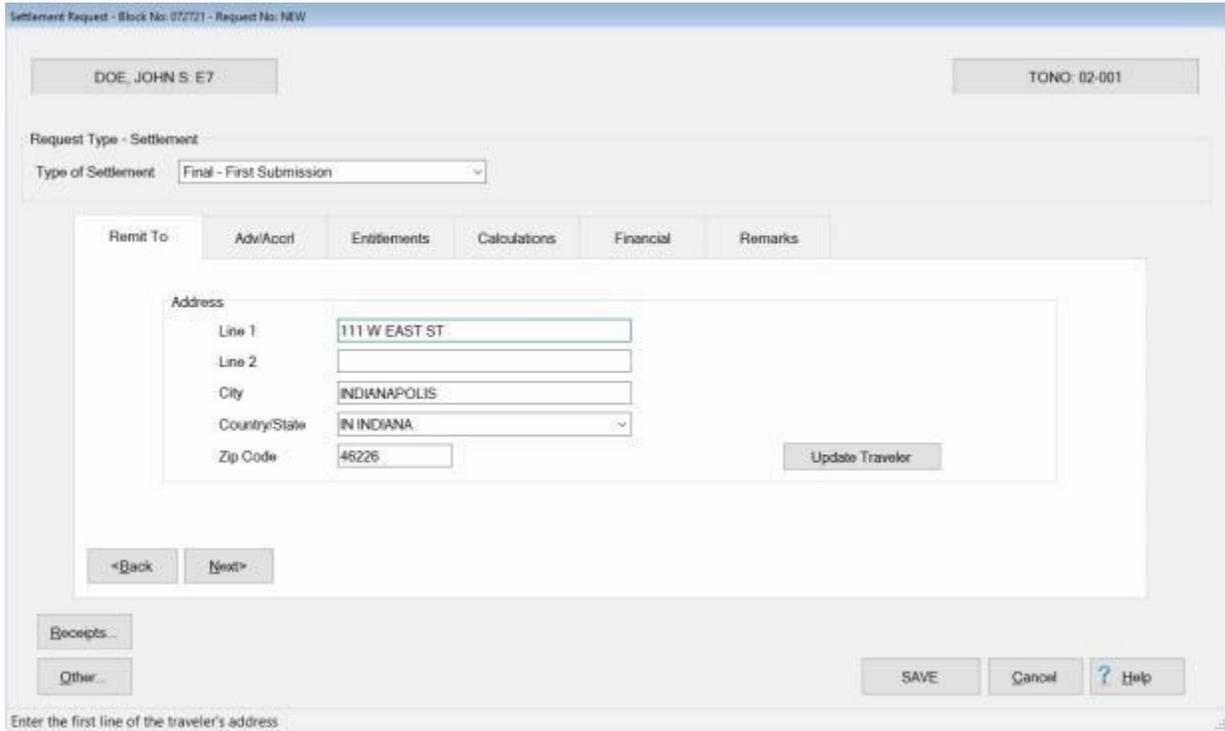 Settlement Request - Block No: 072721 - Request No: NEW
DOE, JOHN S: E7
TONO: 02-001
Request Type - Settlement
Type of Settlement Final - First Submission
Remit To Adv/Accrl Entitlements Calculations Financial Remarks
Address
Line 1 111 W EAST ST
Line 2
City INDIANAPOLIS
Country/State IN INDIANA
Zip Code 46226
Update Traveler
<Back Next>
Receipts...
Other...
SAVE Cancel ? Help
Enter the first line of the traveler's address